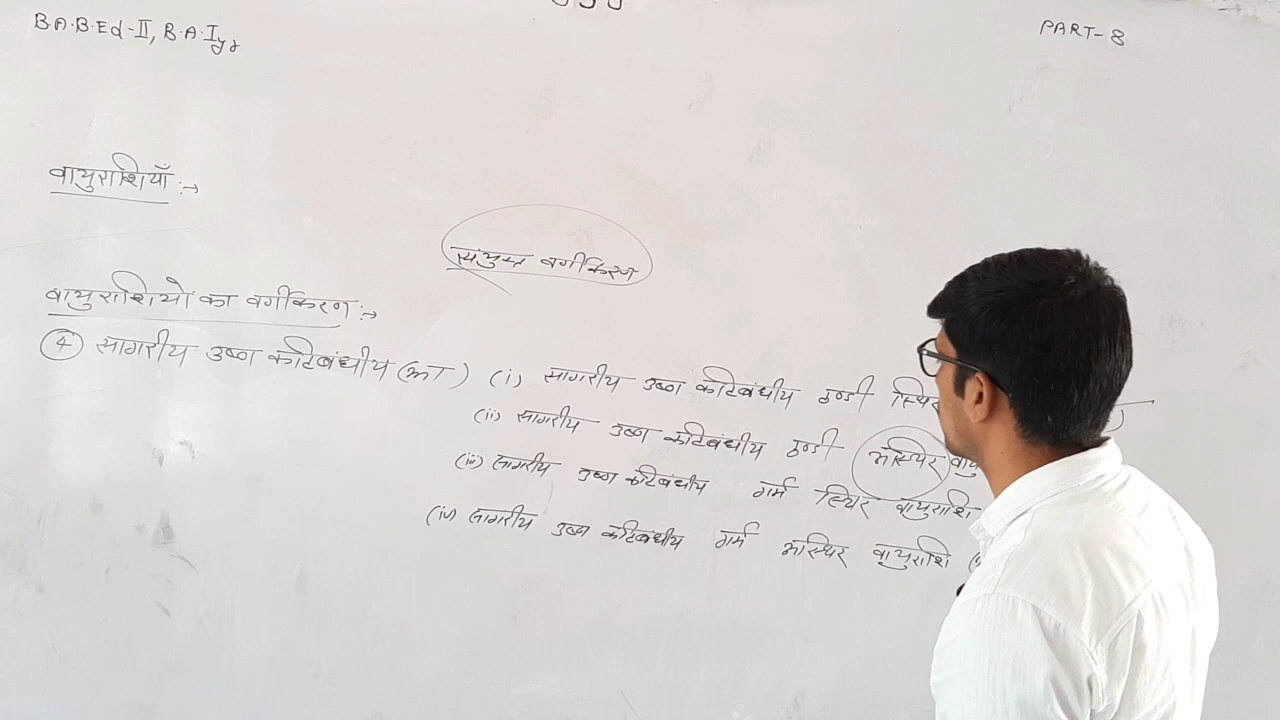 B.A.B.Ed-II, B.A.Iyr
PART-8
वायुराशियाँ :→
संयुक्त वर्गीकरण
वायुराशियों का वर्गीकरण :→
④ सागरीय उष्ण कटिबंधीय (mT) (i) सागरीय उष्ण कटिबंधीय ठण्डी स्थिर
(ii) सागरीय उष्ण कटिबंधीय ठण्डी अस्थिर वायु
(iii) सागरीय उष्ण कटिबंधीय गर्म स्थिर वायुराशि
(iv) सागरीय उष्ण कटिबंधीय गर्म अस्थिर वायुराशि